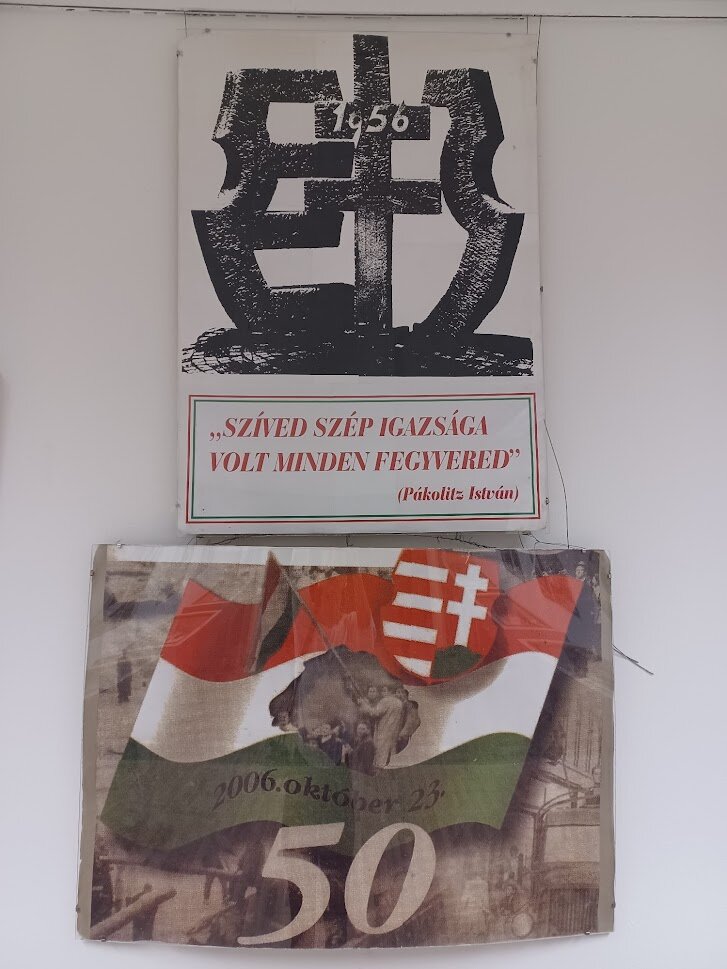 1956
„SZÍVED SZÉP IGAZSÁGA
VOLT MINDEN FEGYVERED”
(Pákolitz István)
2006.október 23.
50